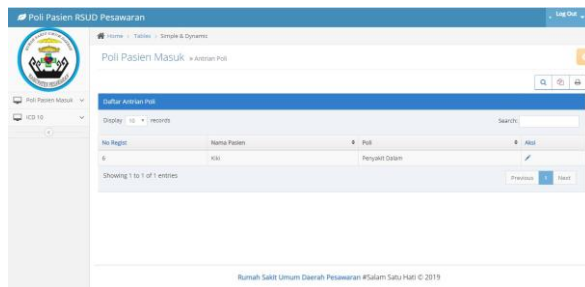 Poli Pasien RSUD Pesawaran
Log Out
Home Tables Simple & Dynamic
Poli Pasien Masuk » Antrian Poli
Poli Pasien Masuk
ICD 10
Daftar Antrian Poli
Display 10 records
Search:
No Regist Nama Pasien Poli Aksi
6 Kiki Penyakit Dalam
Showing 1 to 1 of 1 entries
Previous 1 Next
Rumah Sakit Umum Daerah Pesawaran #Salam Satu Hati © 2019